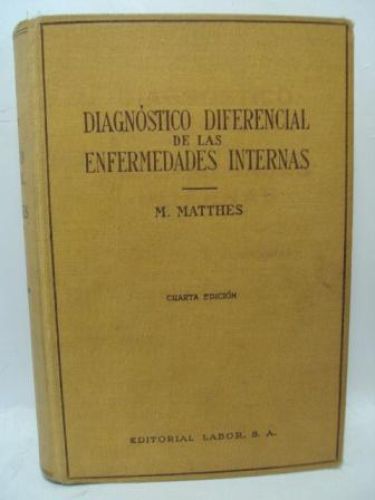 DIAGNÓSTICO DIFERENCIAL
DE LAS
ENFERMEDADES INTERNAS
M. MATTHES
CUARTA EDICIÓN
EDITORIAL LABOR, S. A.